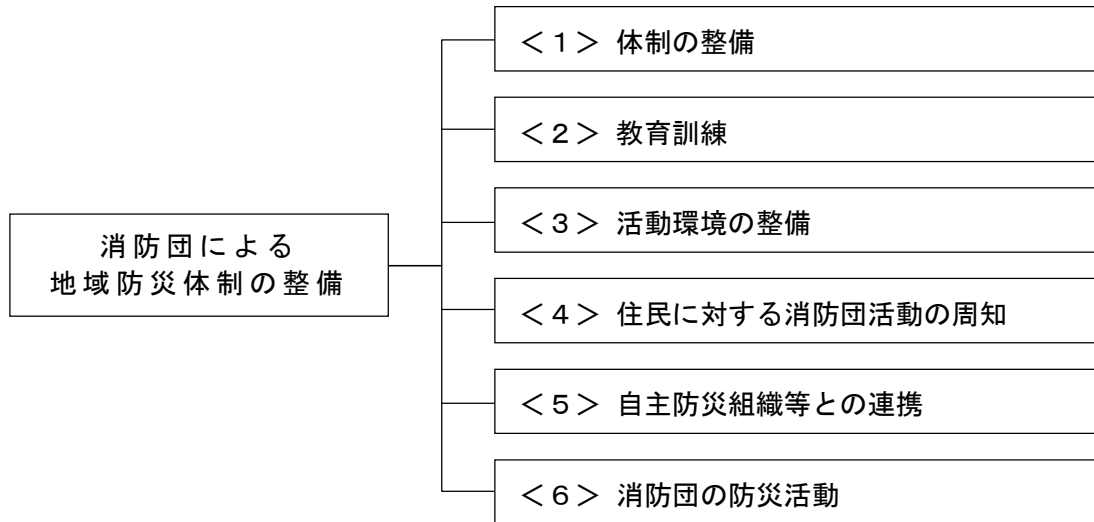 消防団による
地域防災体制の整備
＜１＞ 体制の整備
＜２＞ 教育訓練
＜３＞ 活動環境の整備
＜４＞ 住民に対する消防団活動の周知
＜５＞ 自主防災組織等との連携
＜６＞ 消防団の防災活動